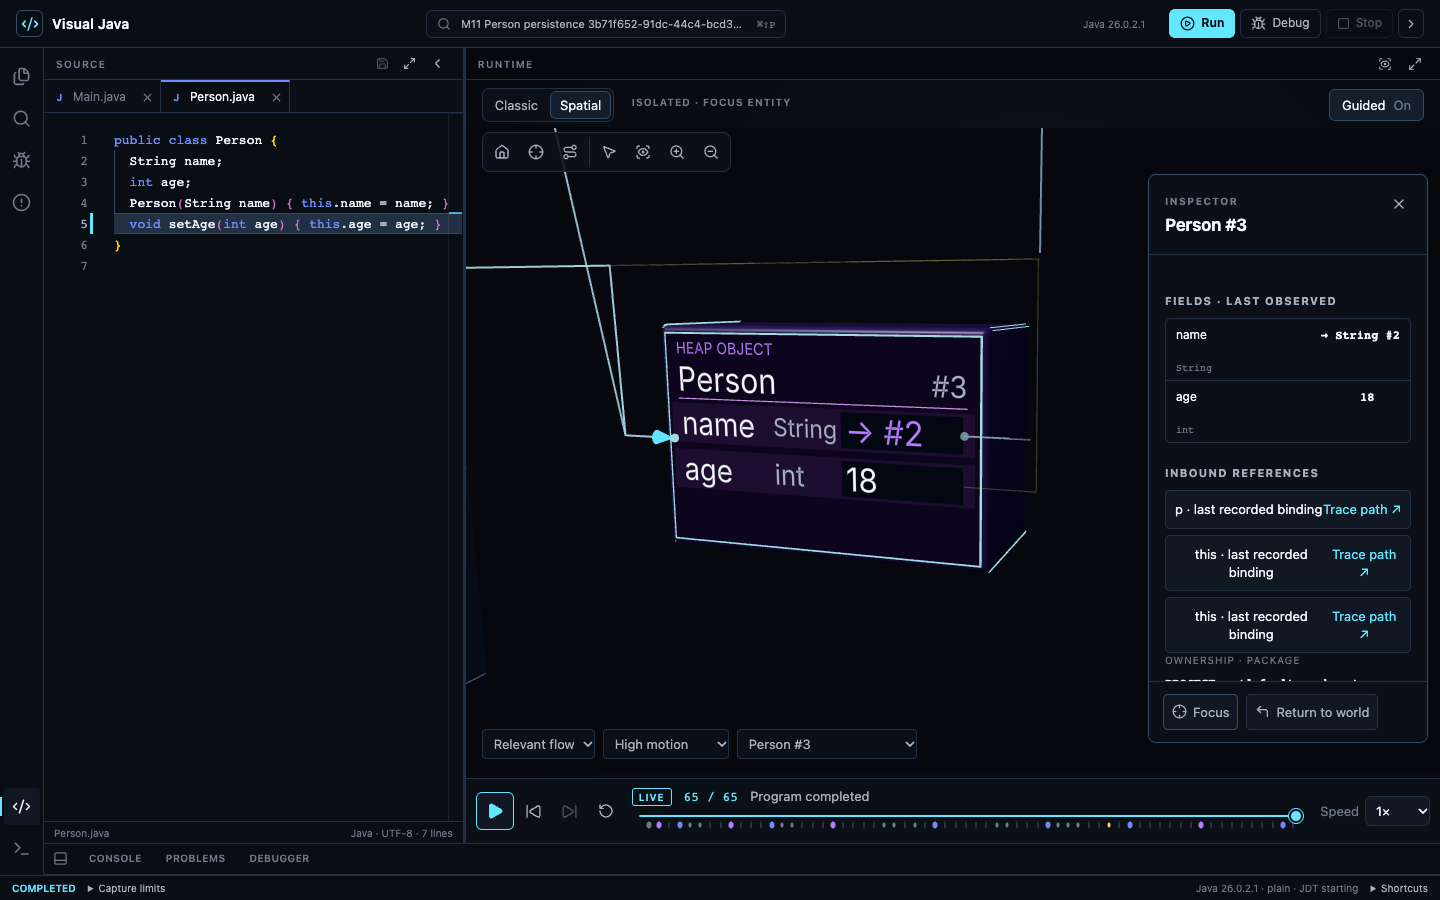 Visual Java
M11 Person persistence 3b71f652-91dc-44c4-bcd3... ⌘⇧P
Java 26.0.2.1
Run
Debug
Stop
SOURCE
Main.java
Person.java
1 public class Person {
2 String name;
3 int age;
4 Person(String name) { this.name = name; }
5 void setAge(int age) { this.age = age; }
6 }
7
Person.java
Java · UTF-8 · 7 lines
RUNTIME
Classic
Spatial
ISOLATED · FOCUS ENTITY
Guided On
HEAP OBJECT
Person #3
name String → #2
age int 18
INSPECTOR
Person #3
FIELDS · LAST OBSERVED
name → String #2
String
age 18
int
INBOUND REFERENCES
p · last recorded binding Trace path ↗
this · last recorded binding Trace path ↗
this · last recorded binding Trace path ↗
OWNERSHIP · PACKAGE
Focus
Return to world
Relevant flow
High motion
Person #3
LIVE 65 / 65 Program completed
Speed 1×
CONSOLE PROBLEMS DEBUGGER
COMPLETED
Capture limits
Java 26.0.2.1 · plain · JDT starting
Shortcuts